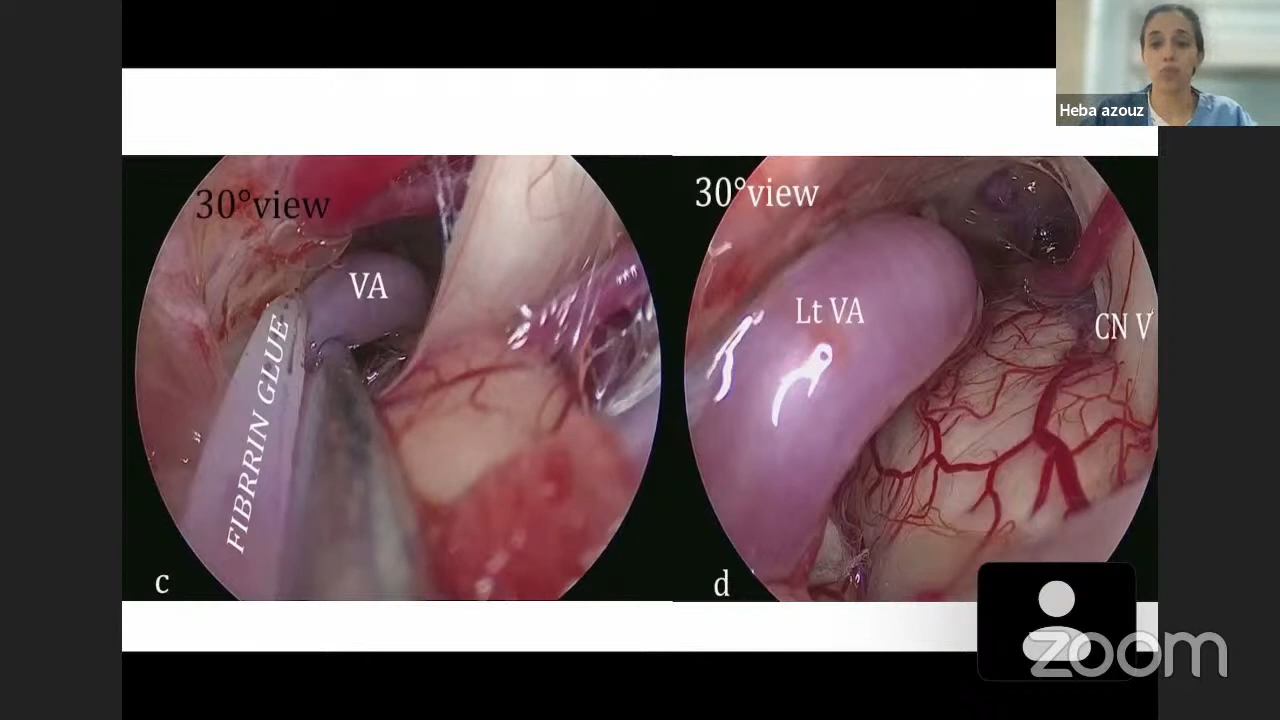 Heba azouz
30°view
VA
FIBRRIN GLUE
c
30°view
Lt VA
CN V
d
zoom